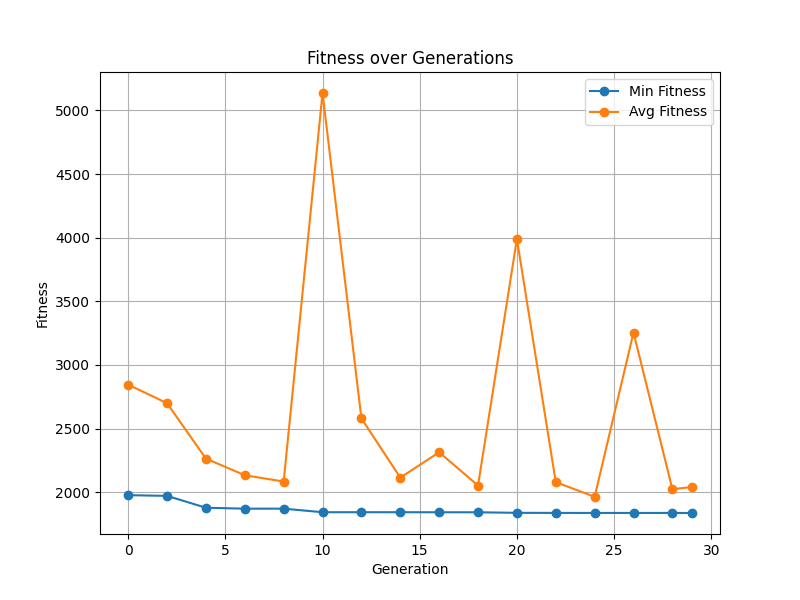 Fitness over Generations
Min Fitness
Avg Fitness
5000
4500
4000
3500
3000
2500
2000
Fitness
0 5 10 15 20 25 30
Generation